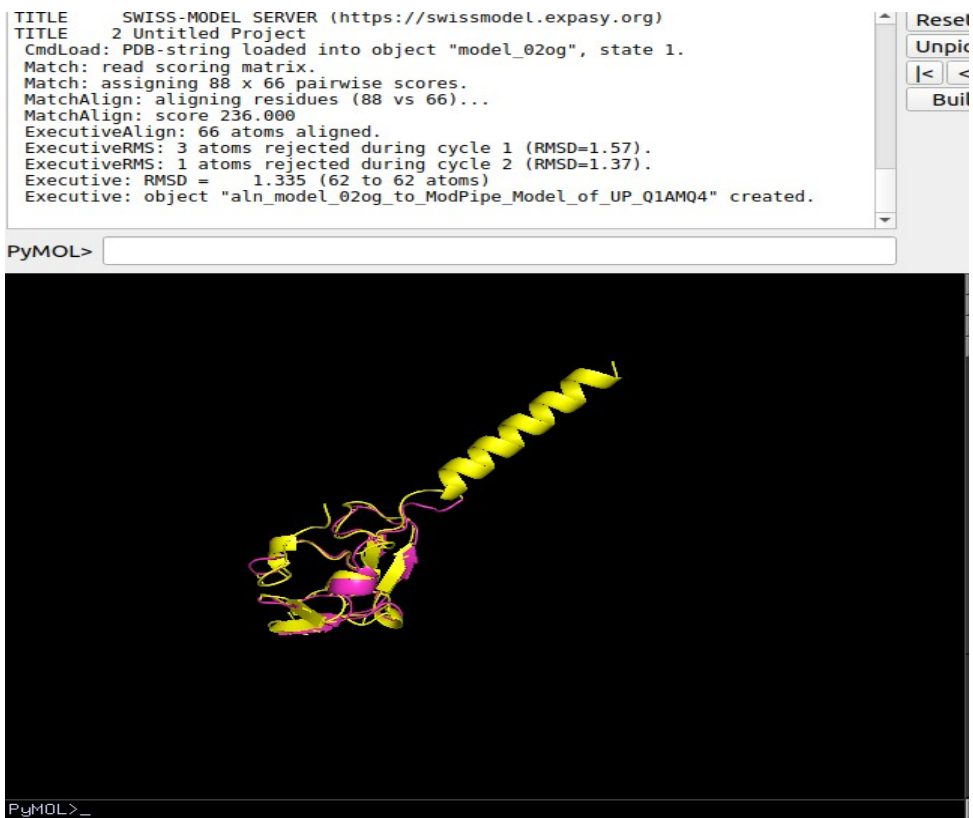 TITLE     SWISS-MODEL SERVER (https://swissmodel.expasy.org)
TITLE    2 Untitled Project
CmdLoad: PDB-string loaded into object "model_02og", state 1.
Match: read scoring matrix.
Match: assigning 88 x 66 pairwise scores.
MatchAlign: aligning residues (88 vs 66)...
MatchAlign: score 236.000
ExecutiveAlign: 66 atoms aligned.
ExecutiveRMS: 3 atoms rejected during cycle 1 (RMSD=1.57).
ExecutiveRMS: 1 atoms rejected during cycle 2 (RMSD=1.37).
Executive: RMSD =    1.335 (62 to 62 atoms)
Executive: object "aln_model_02og_to_ModPipe_Model_of_UP_Q1AMQ4" created.
Reset
Unpic
|< <
Buil
PyMOL>
PyMOL>_